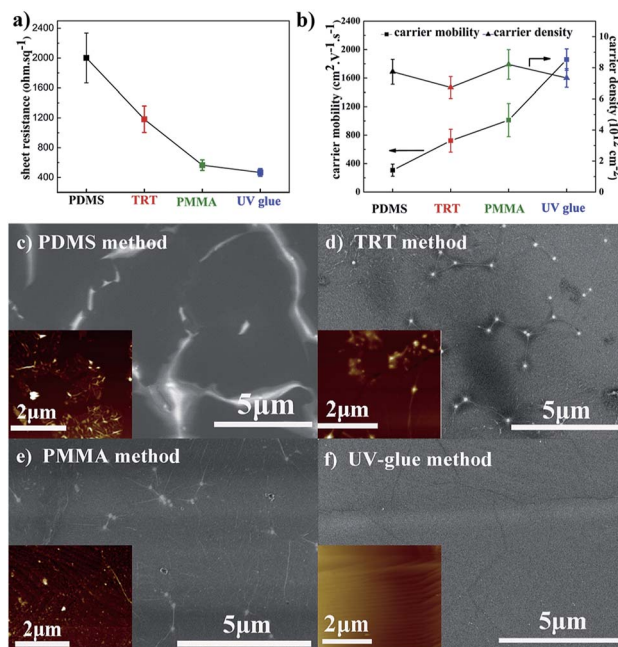 a)
sheet resistance (ohm.sq⁻¹)
2400
2000
1600
1200
800
400
PDMS
TRT
PMMA
UV glue
b)
carrier mobility carrier density
carrier mobility (cm² V⁻¹.s⁻¹)
2400
2000
1600
1200
800
400
0
carrier density (10¹² cm⁻²)
10
8
6
4
2
0
PDMS
TRT
PMMA
UV glue
c) PDMS method
2μm
5μm
d) TRT method
2μm
5μm
e) PMMA method
2μm
5μm
f) UV-glue method
2μm
5μm